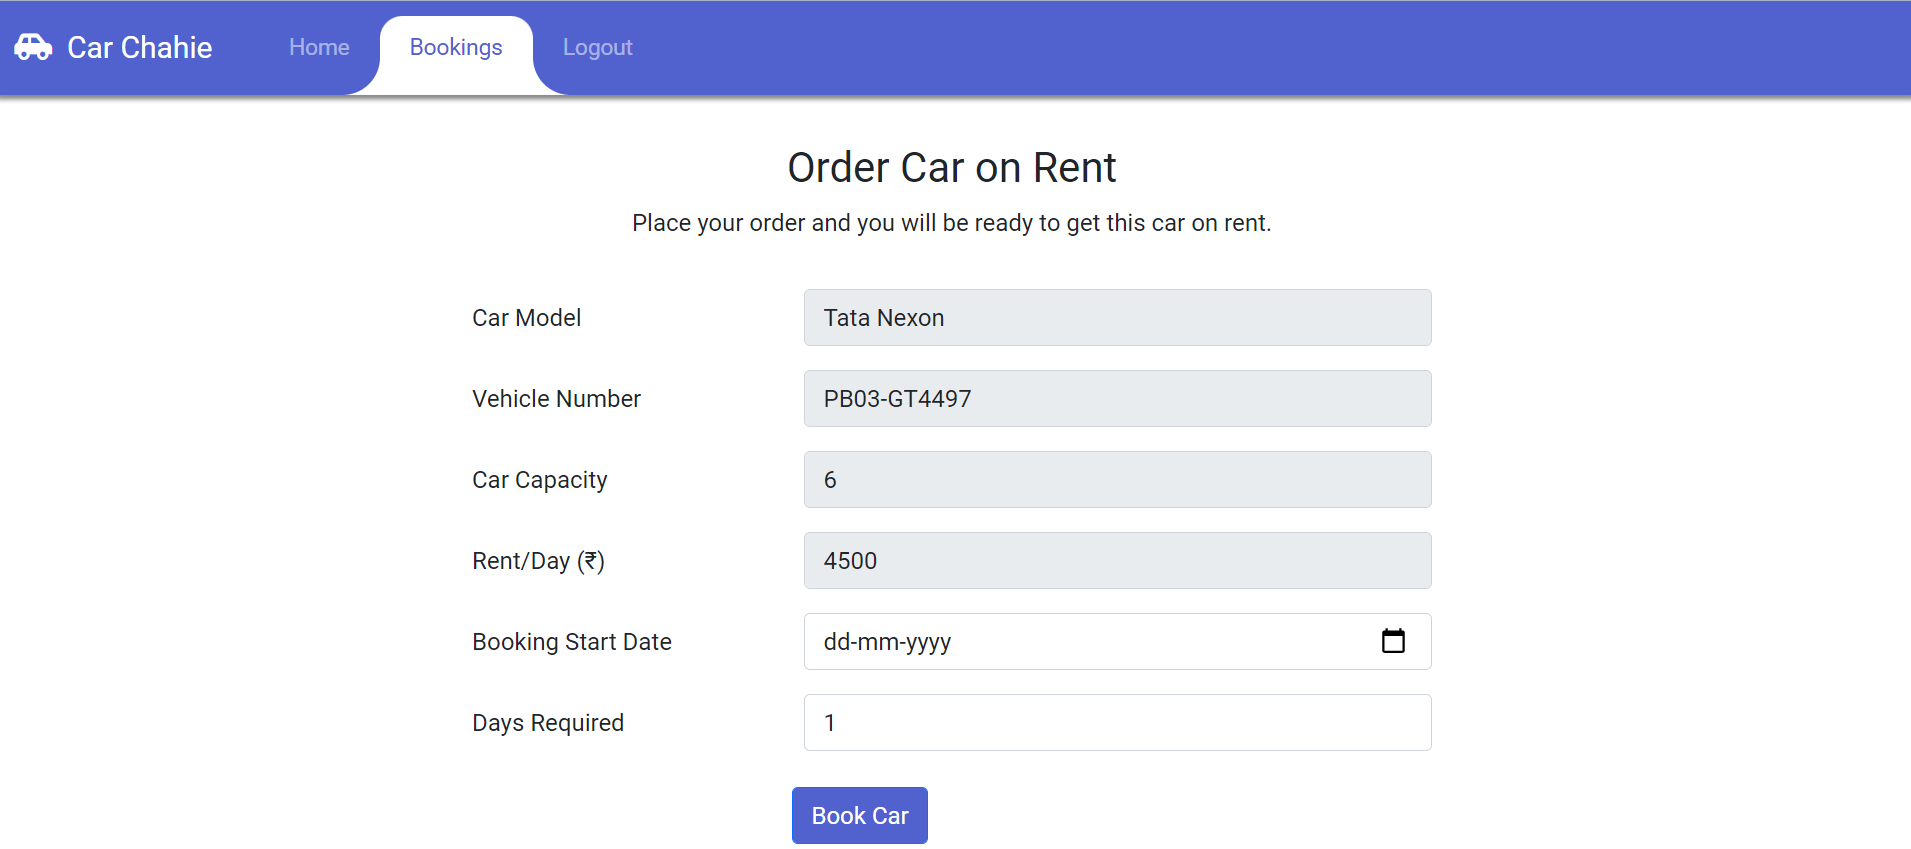 Car Chahie Home Bookings Logout
Order Car on Rent
Place your order and you will be ready to get this car on rent.
Car Model Tata Nexon
Vehicle Number PB03-GT4497
Car Capacity 6
Rent/Day (₹) 4500
Booking Start Date dd-mm-yyyy
Days Required 1
Book Car